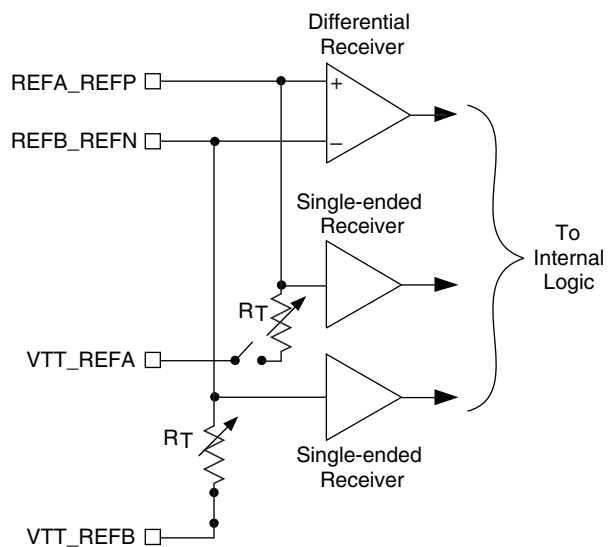 Differential
Receiver
REFA_REFP
+
REFB_REFN
–
Single-ended
Receiver
To
Internal
Logic
RT
VTT_REFA
RT
Single-ended
Receiver
VTT_REFB